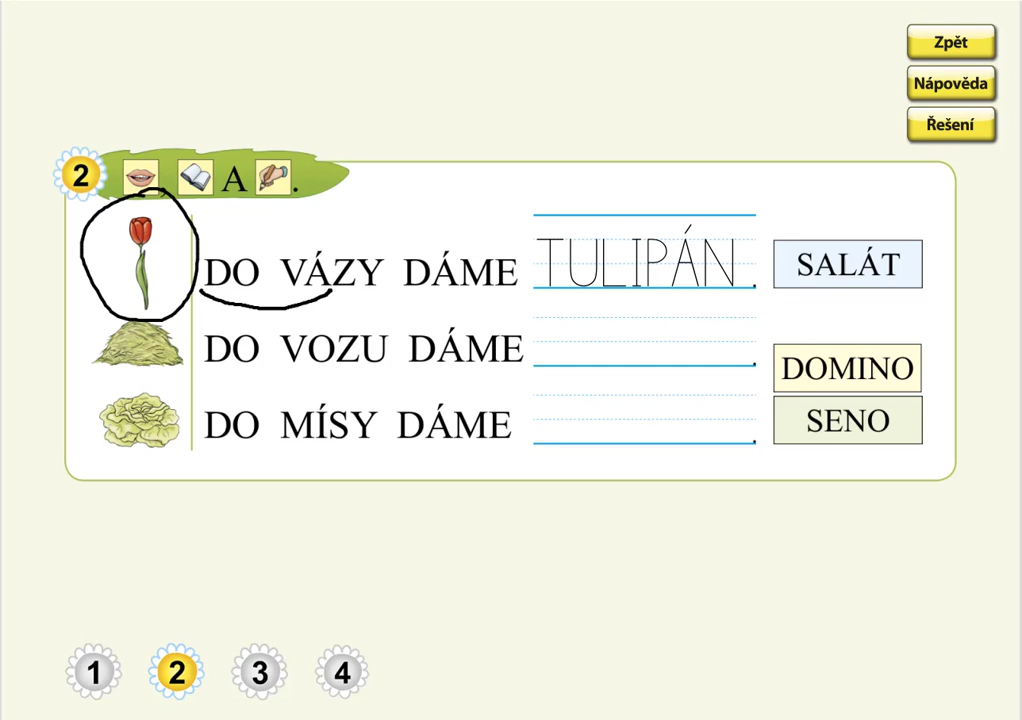 Zpět
Nápověda
Řešení
2 , A .
DO VÁZY DÁME TULIPÁN . SALÁT
DO VOZU DÁME . DOMINO
DO MÍSY DÁME . SENO
1 2 3 4